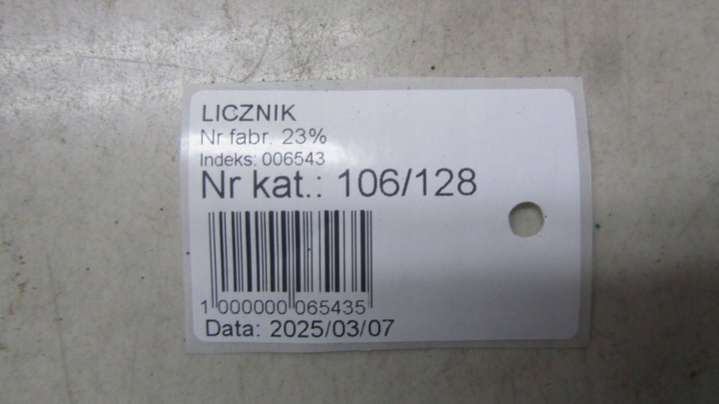 LICZNIK
Nr fabr. 23%
Indeks: 006543
Nr kat.: 106/128
1 000000 065435
Data: 2025/03/07